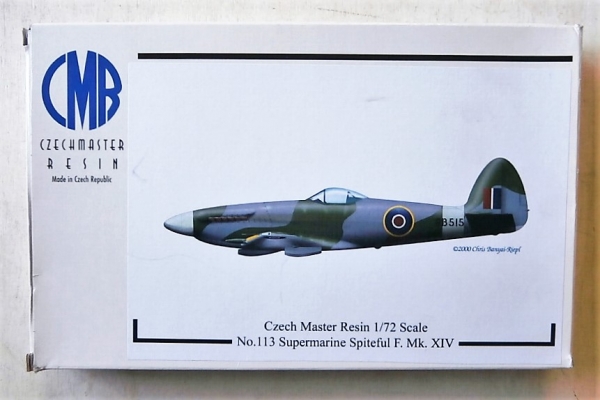 CMR
CZECHMASTER
RESIN
Made in Czech Republic
B515
©2000 Chris Banyai-Riepl
Czech Master Resin 1/72 Scale
No.113 Supermarine Spiteful F. Mk. XIV